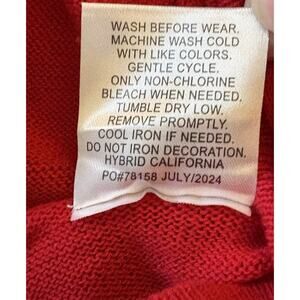 WASH BEFORE WEAR.
MACHINE WASH COLD
WITH LIKE COLORS.
GENTLE CYCLE.
ONLY NON-CHLORINE
BLEACH WHEN NEEDED.
TUMBLE DRY LOW.
REMOVE PROMPTLY.
COOL IRON IF NEEDED.
DO NOT IRON DECORATION.
HYBRID CALIFORNIA
PO#78158 JULY/2024